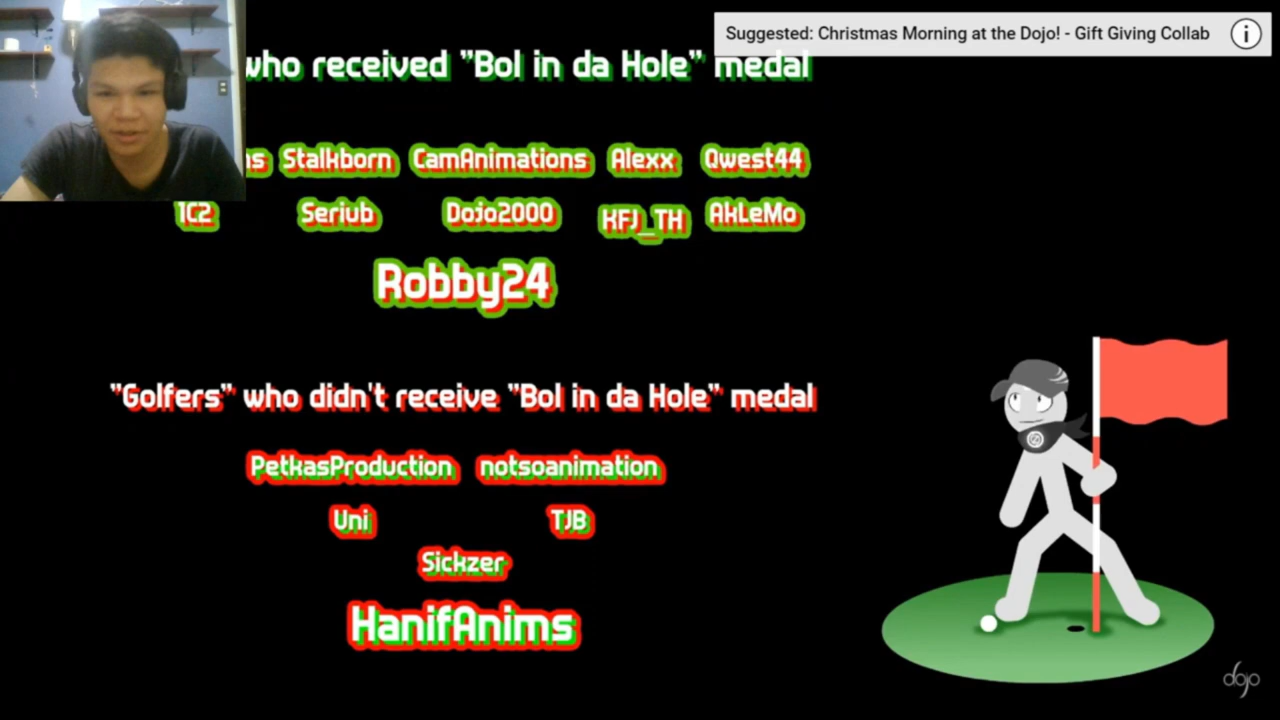 Suggested: Christmas Morning at the Dojo! - Gift Giving Collab
who received "Bol in da Hole" medal
Stalkborn CamAnimations Alexx Qwest44
1C2 Seriub Dojo2000 KFJ_TH AkLeMo
Robby24
"Golfers" who didn't receive "Bol in da Hole" medal
PetkasProduction notsoanimation
Uni TJB
Sickzer
HanifAnims
dojo